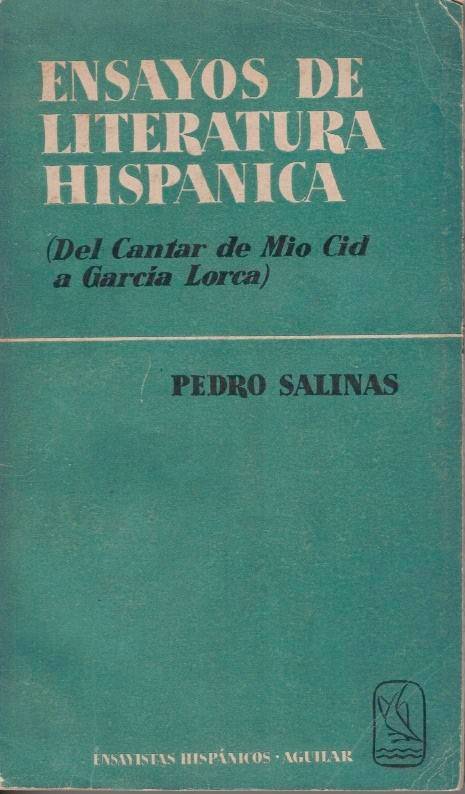 ENSAYOS DE
LITERATURA
HISPANICA
(Del Cantar de Mio Cid
a García Lorca)
PEDRO SALINAS
ENSAYISTAS HISPÁNICOS · AGUILAR